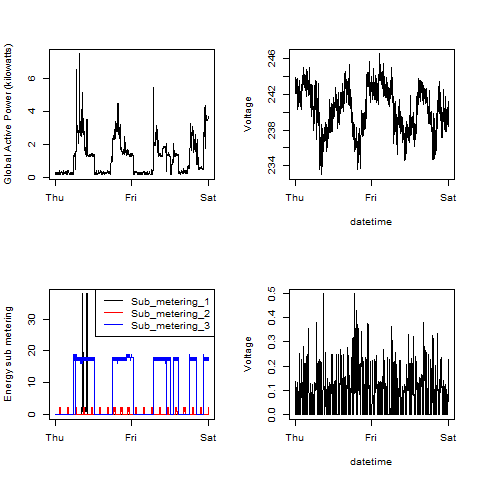 Global Active Power (kilowatts)
0 2 4 6
Thu Fri Sat
Voltage
234 238 242 246
Thu Fri Sat
datetime
Energy sub metering
0 10 20 30
Sub_metering_1
Sub_metering_2
Sub_metering_3
Thu Fri Sat
Voltage
0.0 0.1 0.2 0.3 0.4 0.5
Thu Fri Sat
datetime